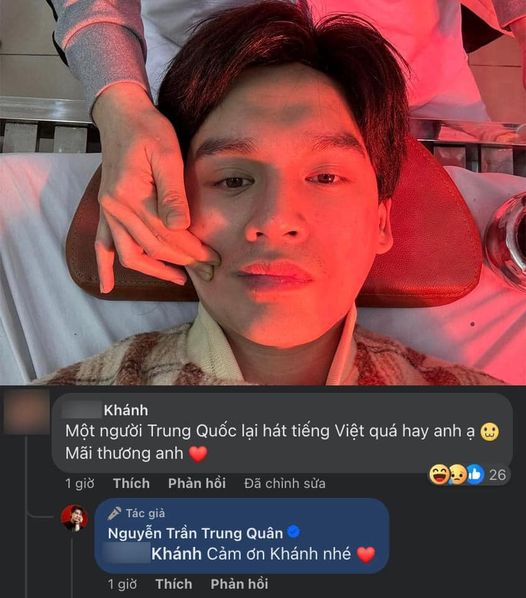 Khánh
Một người Trung Quốc lại hát tiếng Việt quá hay anh ạ 🥲
Mãi thương anh ❤️
1 giờ Thích Phản hồi Đã chỉnh sửa 26
Tác giả
Nguyễn Trần Trung Quân
Khánh Cảm ơn Khánh nhé ❤️
1 giờ Thích Phản hồi